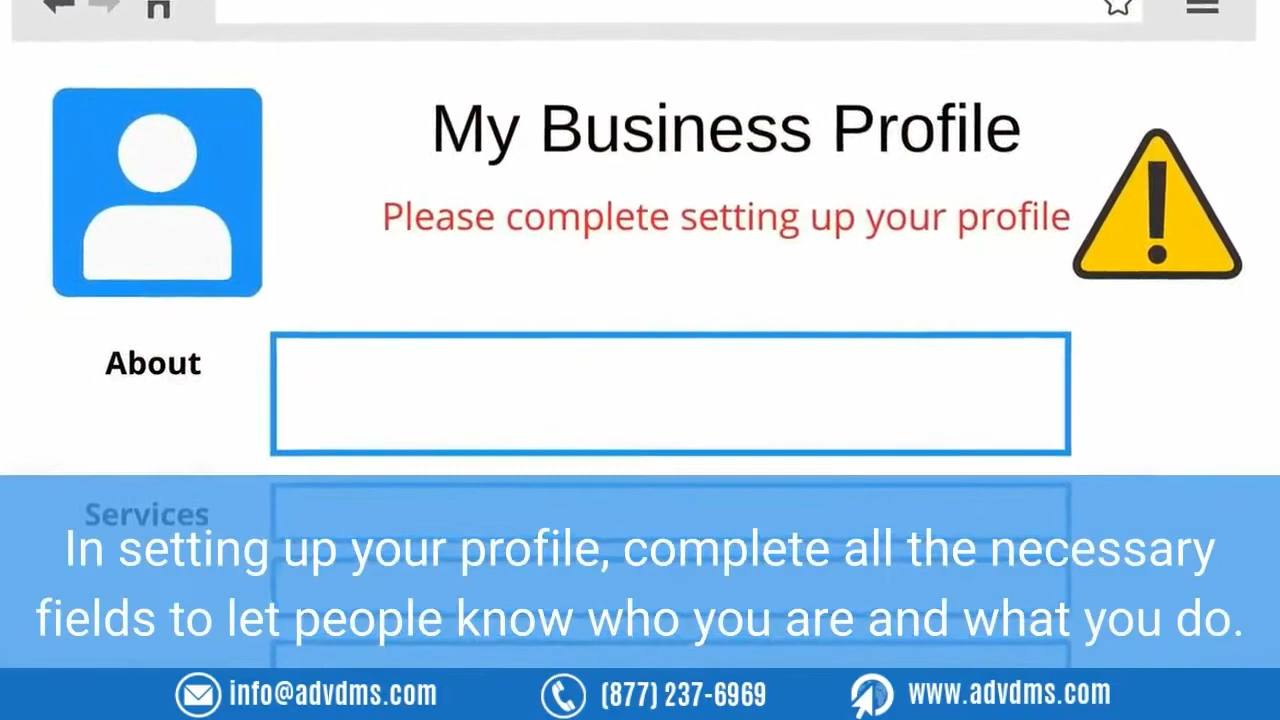 My Business Profile
Please complete setting up your profile
About
Services
In setting up your profile, complete all the necessary
fields to let people know who you are and what you do.
info@advdms.com (877) 237-6969 www.advdms.com